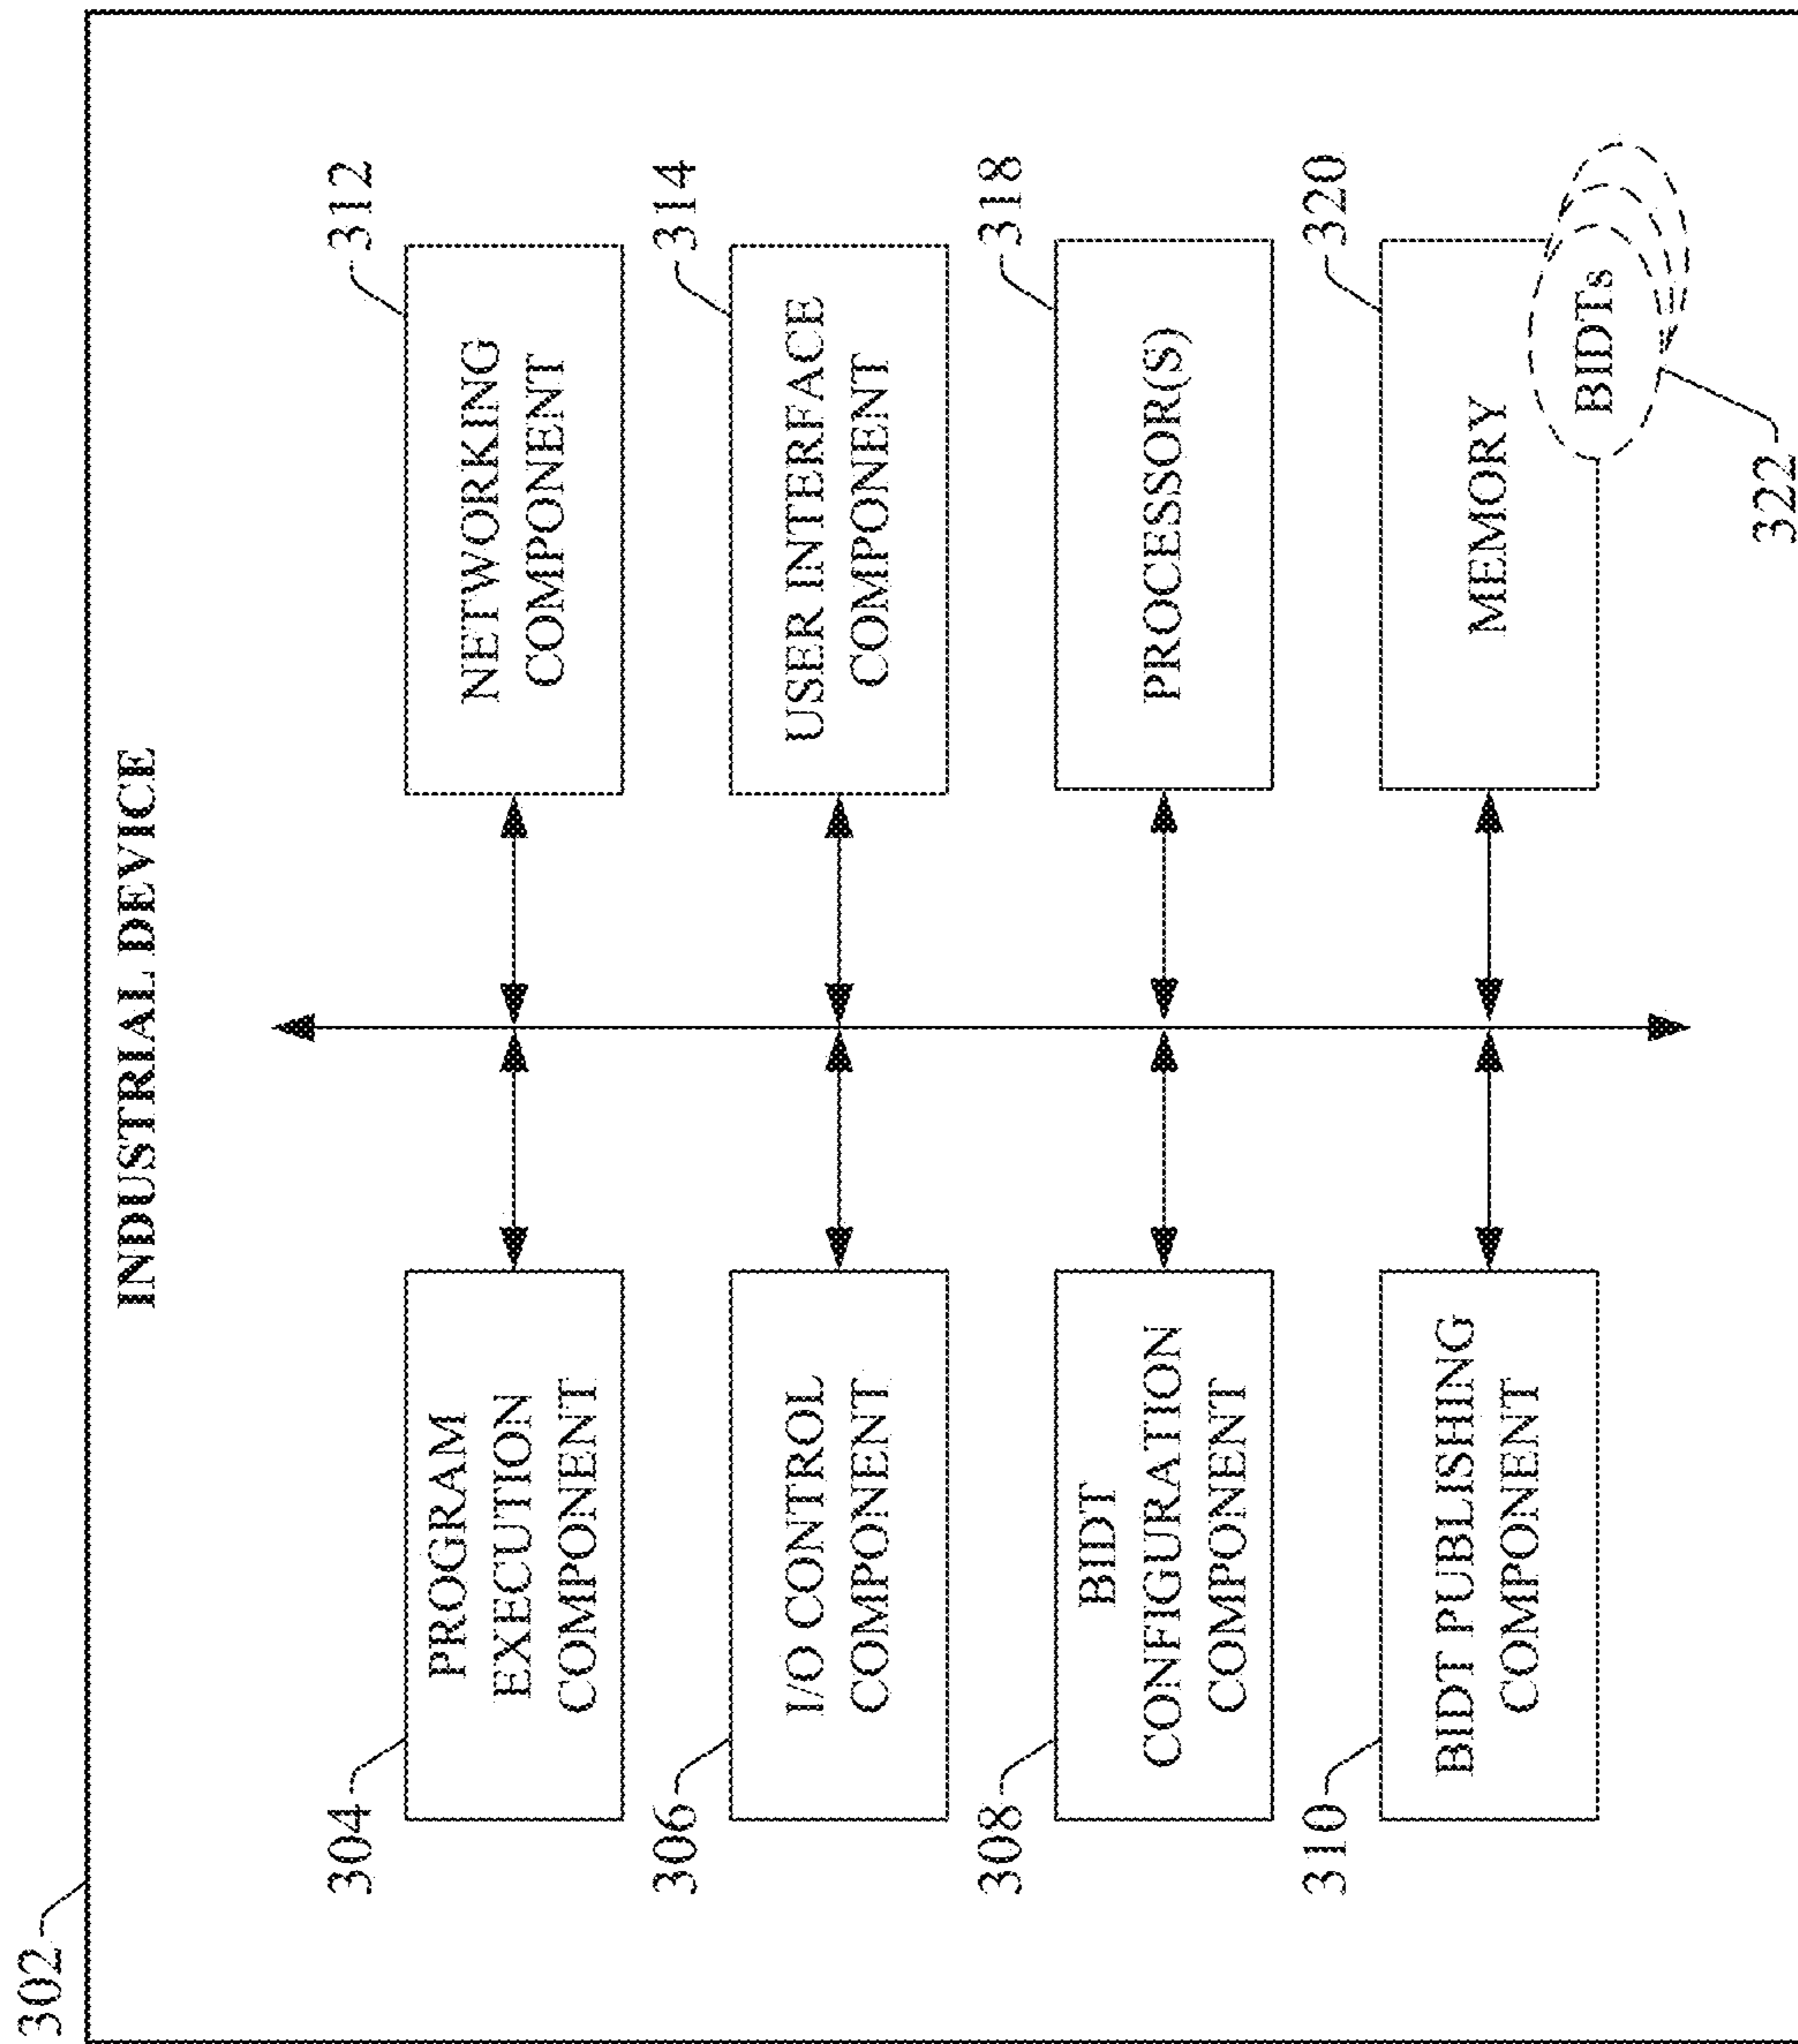 302
INDUSTRIAL DEVICE
304
PROGRAM
EXECUTION
COMPONENT
312
NETWORKING
COMPONENT
306
I/O CONTROL
COMPONENT
314
USER INTERFACE
COMPONENT
308
BIDT
CONFIGURATION
COMPONENT
318
PROCESSOR(S)
310
BIDT PUBLISHING
COMPONENT
320
MEMORY
BIDTs
322